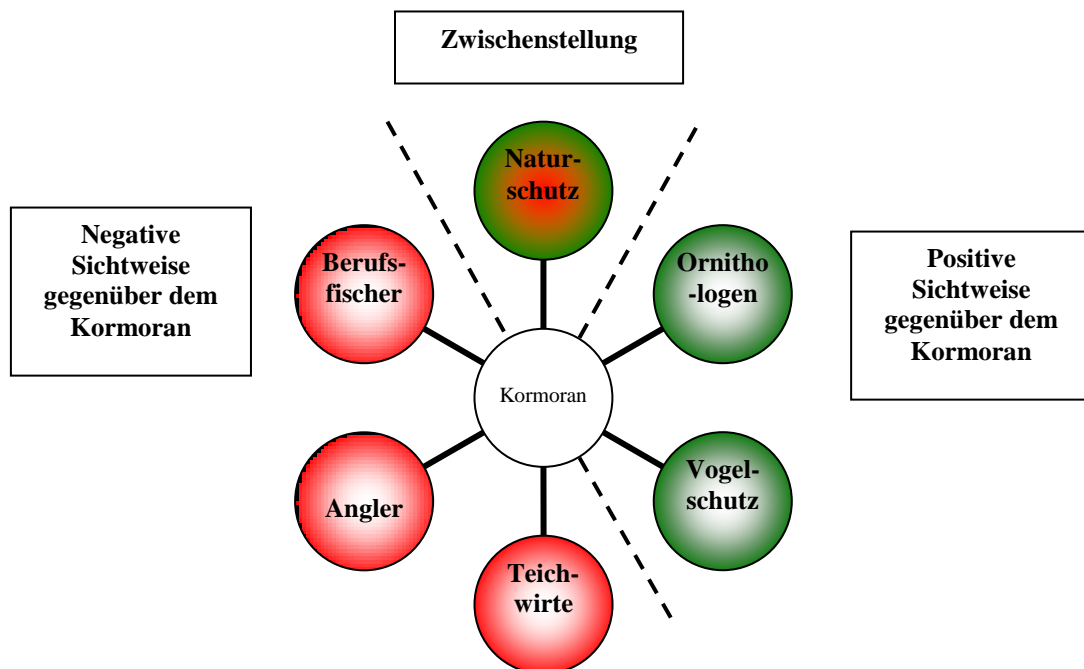 Zwischenstellung
Natur-
schutz
Negative
Sichtweise
gegenüber dem
Kormoran
Berufs-
fischer
Ornitho
-logen
Positive
Sichtweise
gegenüber dem
Kormoran
Kormoran
Angler
Vogel-
schutz
Teich-
wirte